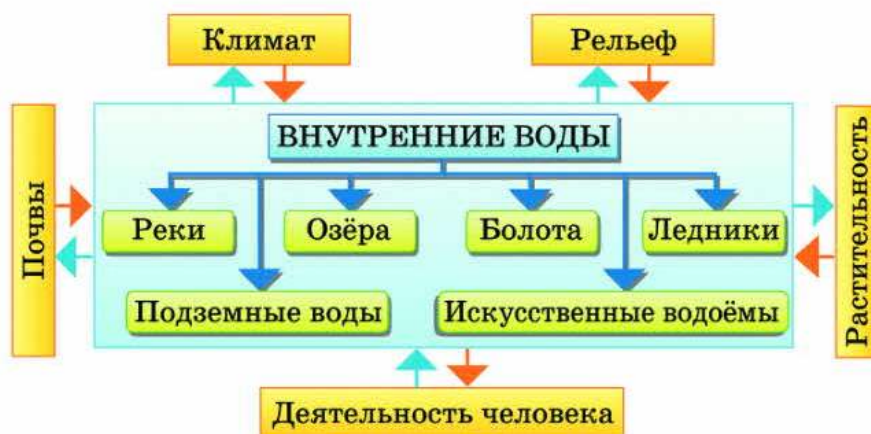 Климат
Рельеф
ВНУТРЕННИЕ ВОДЫ
Почвы
Растительность
Реки
Озёра
Болота
Ледники
Подземные воды
Искусственные водоёмы
Деятельность человека